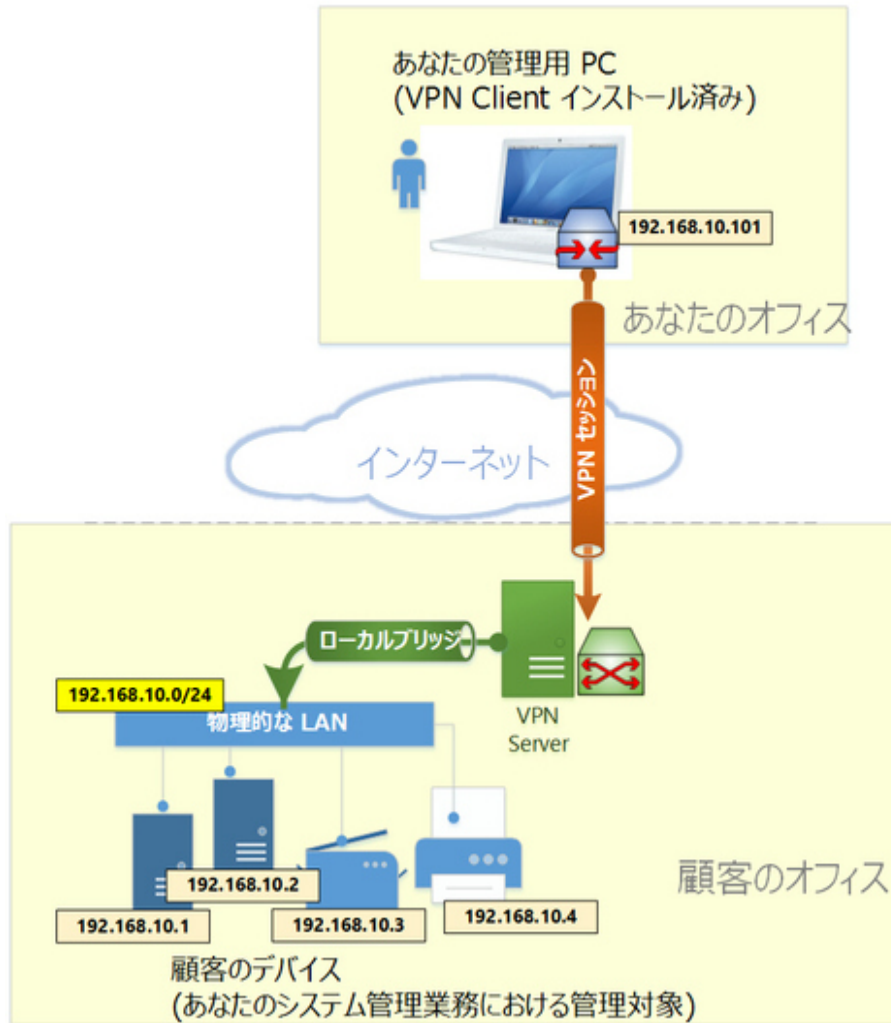 あなたの管理用 PC
(VPN Client インストール済み)
192.168.10.101
あなたのオフィス
VPN セッション
インターネット
ローカルブリッジ
192.168.10.0/24
物理的な LAN
VPN
Server
192.168.10.2
192.168.10.1
192.168.10.3
192.168.10.4
顧客のオフィス
顧客のデバイス
(あなたのシステム管理業務における管理対象)